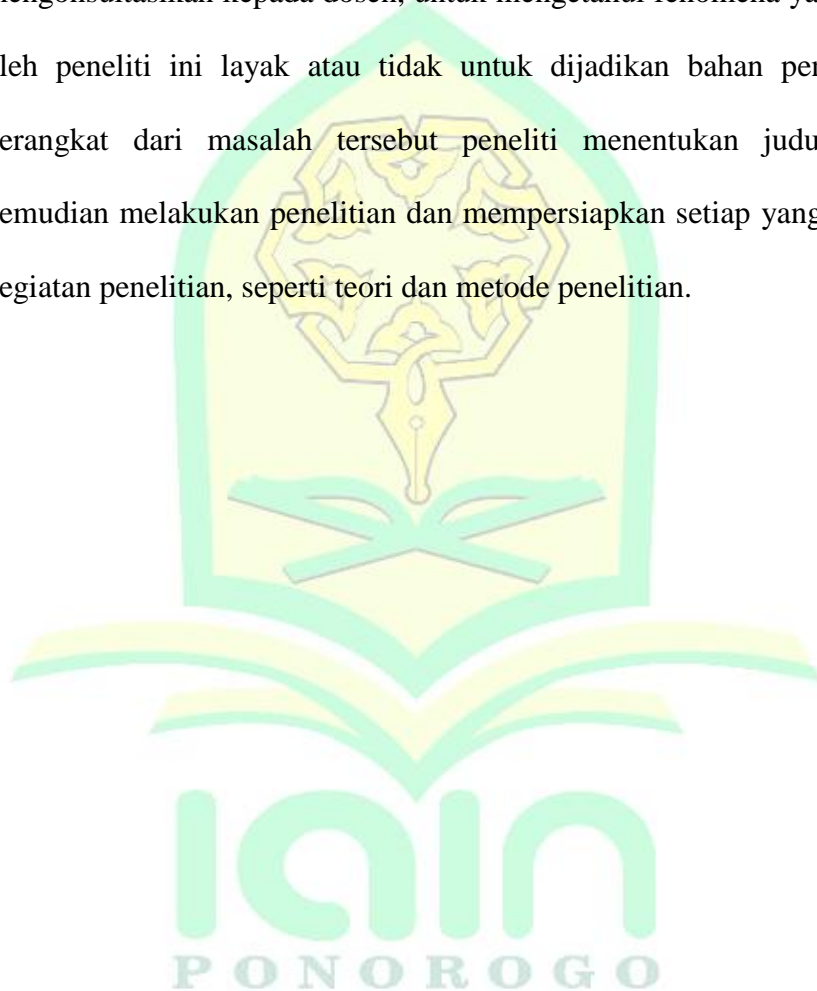 mengonsultasikan kepada dosen, untuk mengetahui fenomena ya
leh peneliti ini layak atau tidak untuk dijadikan bahan per
erangkat dari masalah tersebut peneliti menentukan judu
emudian melakukan penelitian dan mempersiapkan setiap yang
egiatan penelitian, seperti teori dan metode penelitian.
iain
PONOROGO